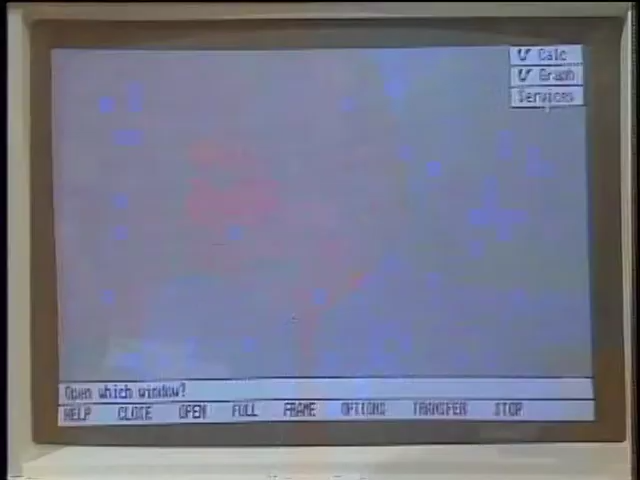 Calc
Graph
Services
Open which window?
HELP CLOSE OPEN FULL FRAME OPTIONS TRANSFER STOP